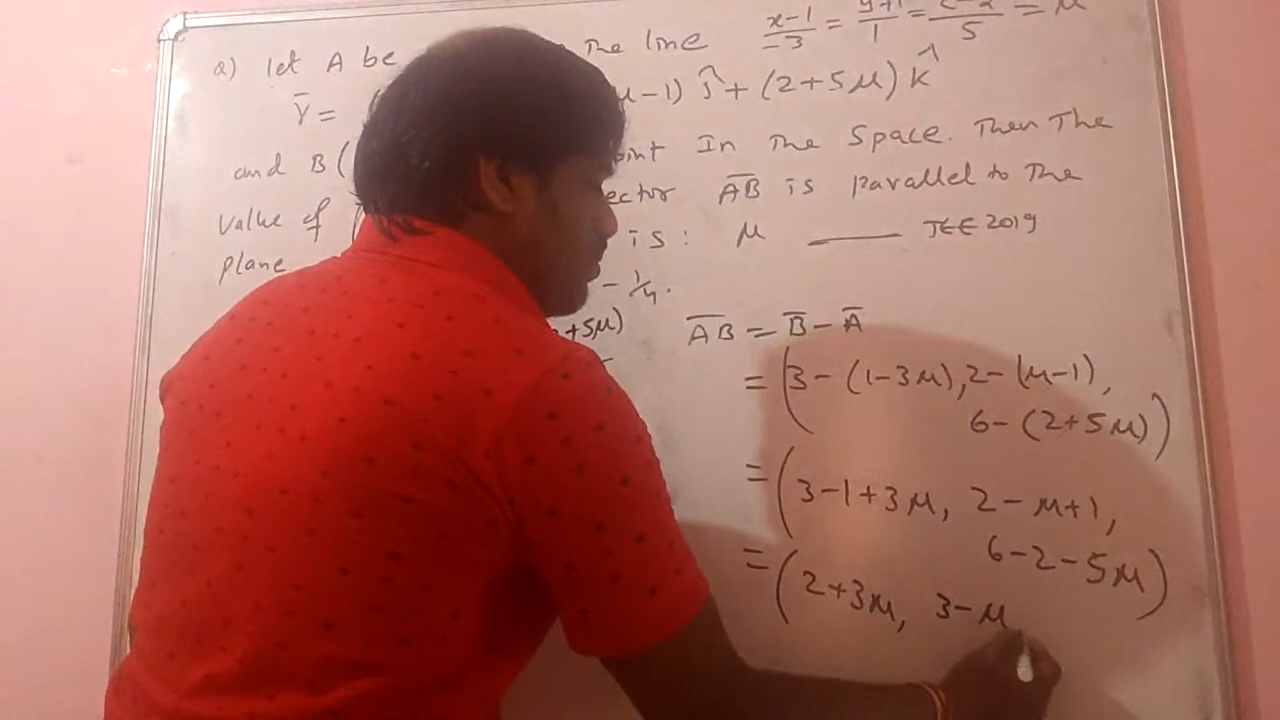 a) let A be The line x-1/-3 = y+1/1 = z-2/5 = μ
r̄ = μ-1) ĵ + (2+5μ) k̂
and B ( In The Space. Then The
value of AB̅ is Parallel to The
plane is: μ —— JEE 2019
- 1/4.
+5μ) AB̅ = B̅ - A̅
= (3-(1-3μ), 2-(μ-1),
6-(2+5μ))
= (3-1+3μ, 2-μ+1,
6-2-5μ)
= (2+3μ, 3-μ